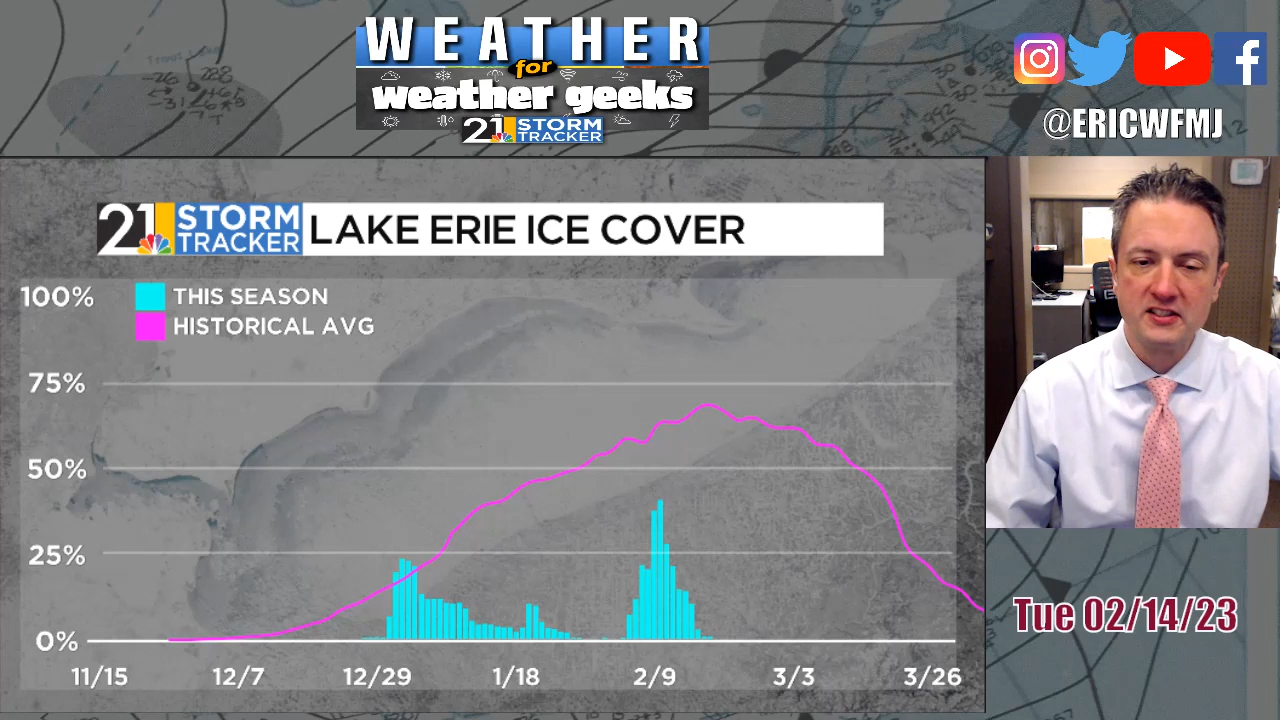 WEATHER
for
weather geeks
21 STORM
TRACKER
@ERICWFMJ
21 STORM
TRACKER
LAKE ERIE ICE COVER
100%
THIS SEASON
HISTORICAL AVG
75%
50%
25%
0%
11/15 12/7 12/29 1/18 2/9 3/3 3/26
Tue 02/14/23